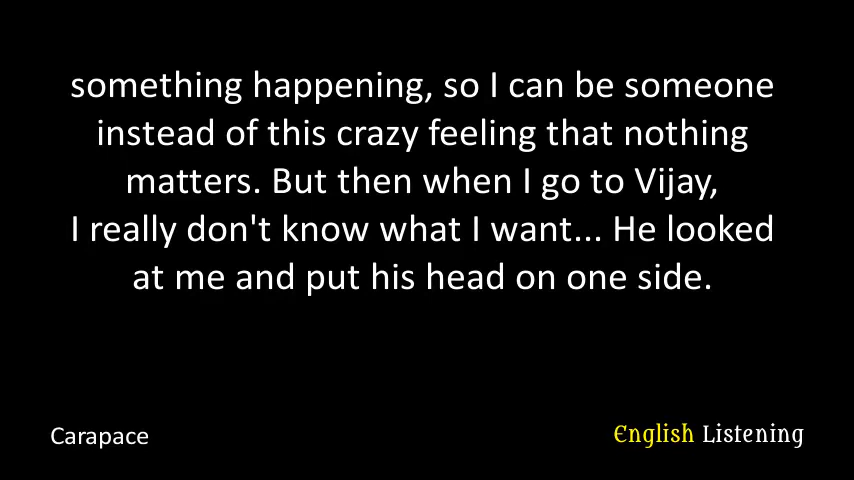 something happening, so I can be someone
instead of this crazy feeling that nothing
matters. But then when I go to Vijay,
I really don't know what I want... He looked
at me and put his head on one side.
Carapace
English Listening